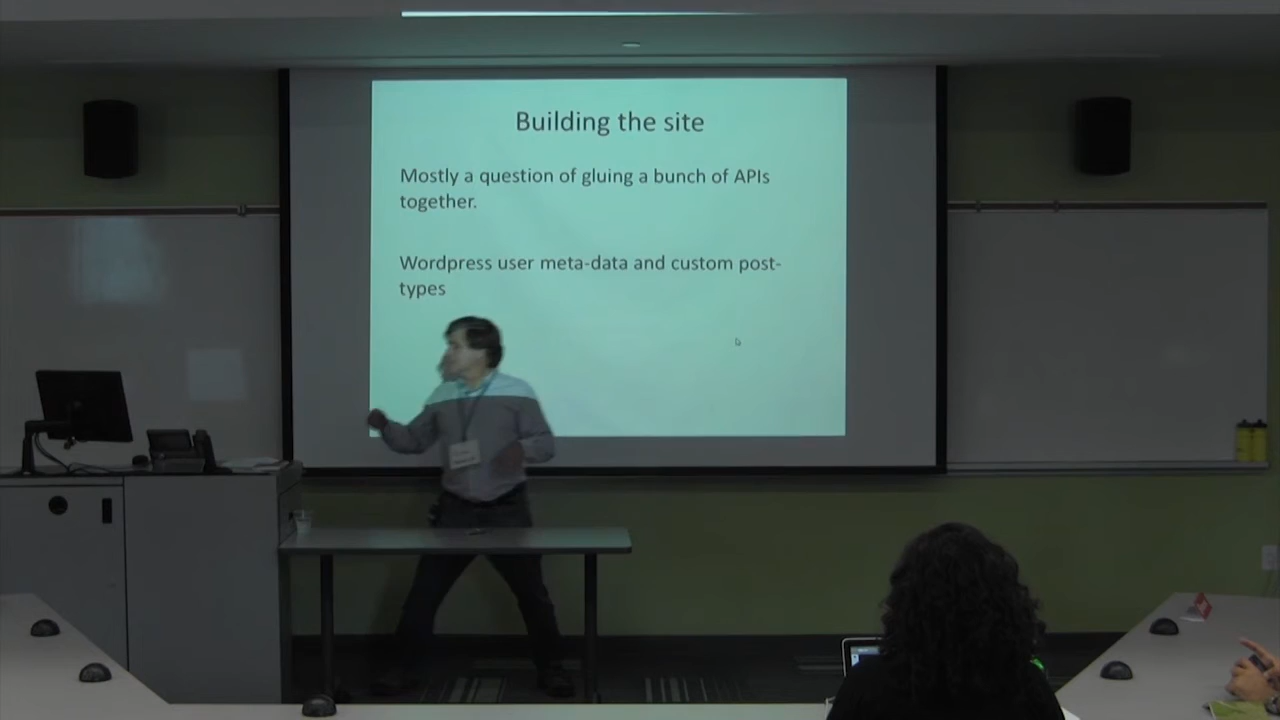 Building the site
Mostly a question of gluing a bunch of APIs
together.
Wordpress user meta-data and custom post-
types